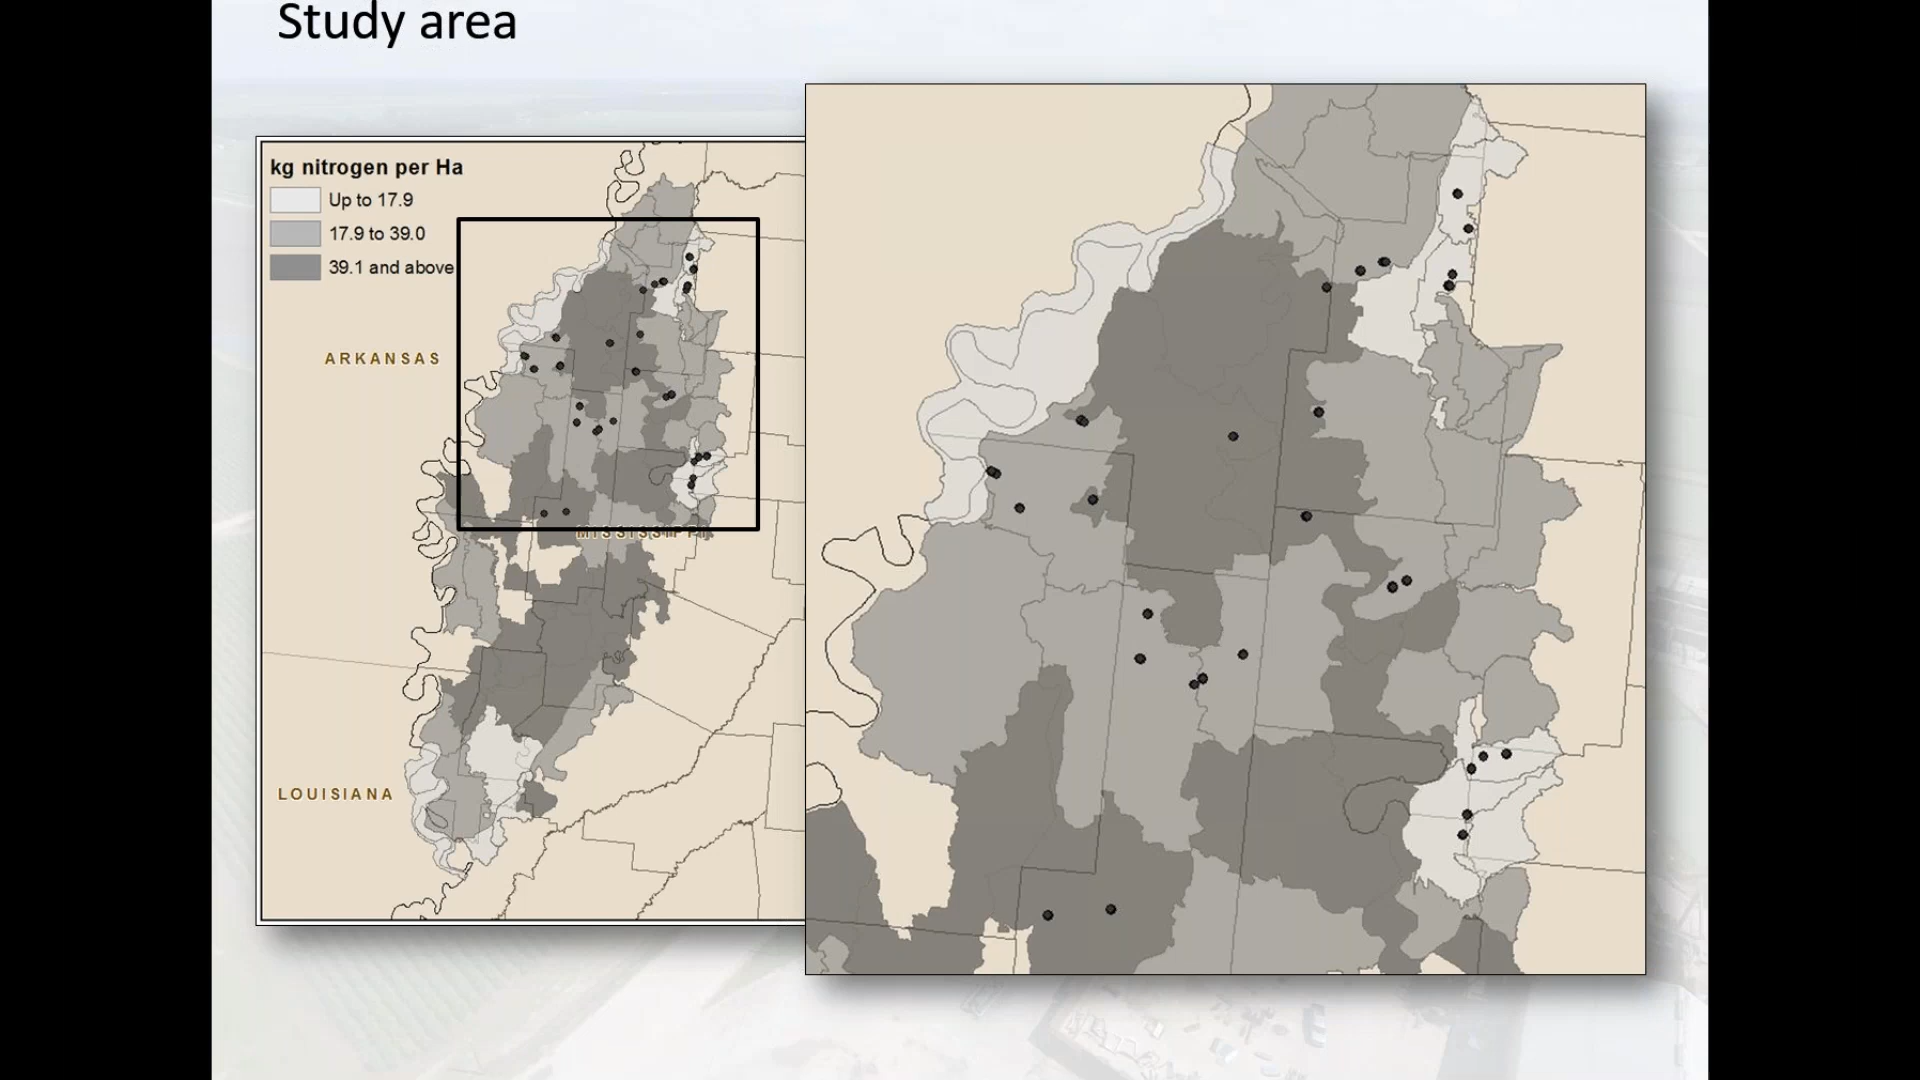 Study area
kg nitrogen per Ha
Up to 17.9
17.9 to 39.0
39.1 and above
ARKANSAS
MISSISSIPPI
LOUISIANA